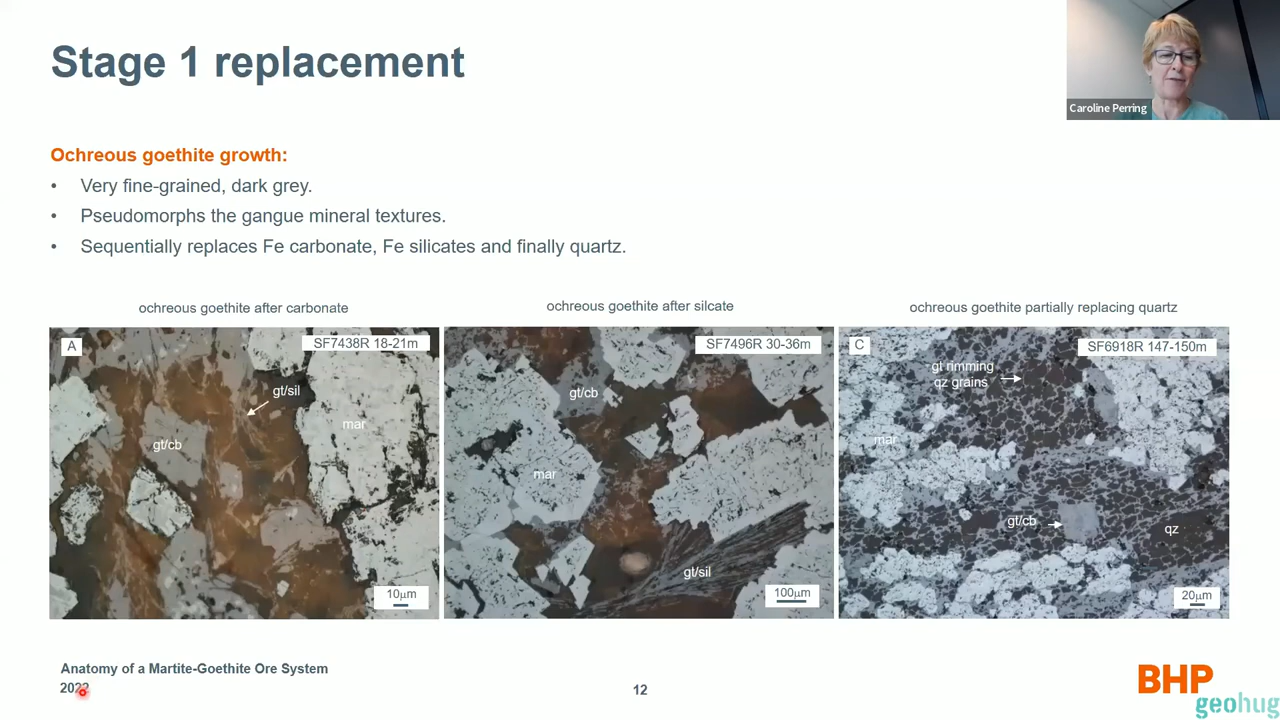 Stage 1 replacement
Caroline Perring
Ochreous goethite growth:
• Very fine-grained, dark grey.
• Pseudomorphs the gangue mineral textures.
• Sequentially replaces Fe carbonate, Fe silicates and finally quartz.
ochreous goethite after carbonate
ochreous goethite after silcate
ochreous goethite partially replacing quartz
A
SF7438R 18-21m
gt/sil
mar
gt/cb
10μm
SF7496R 30-36m
gt/cb
mar
gt/sil
100μm
C
SF6918R 147-150m
gt rimming
qz grains
mar
gt/cb
qz
20μm
Anatomy of a Martite-Goethite Ore System
2022
12
BHP
geohug